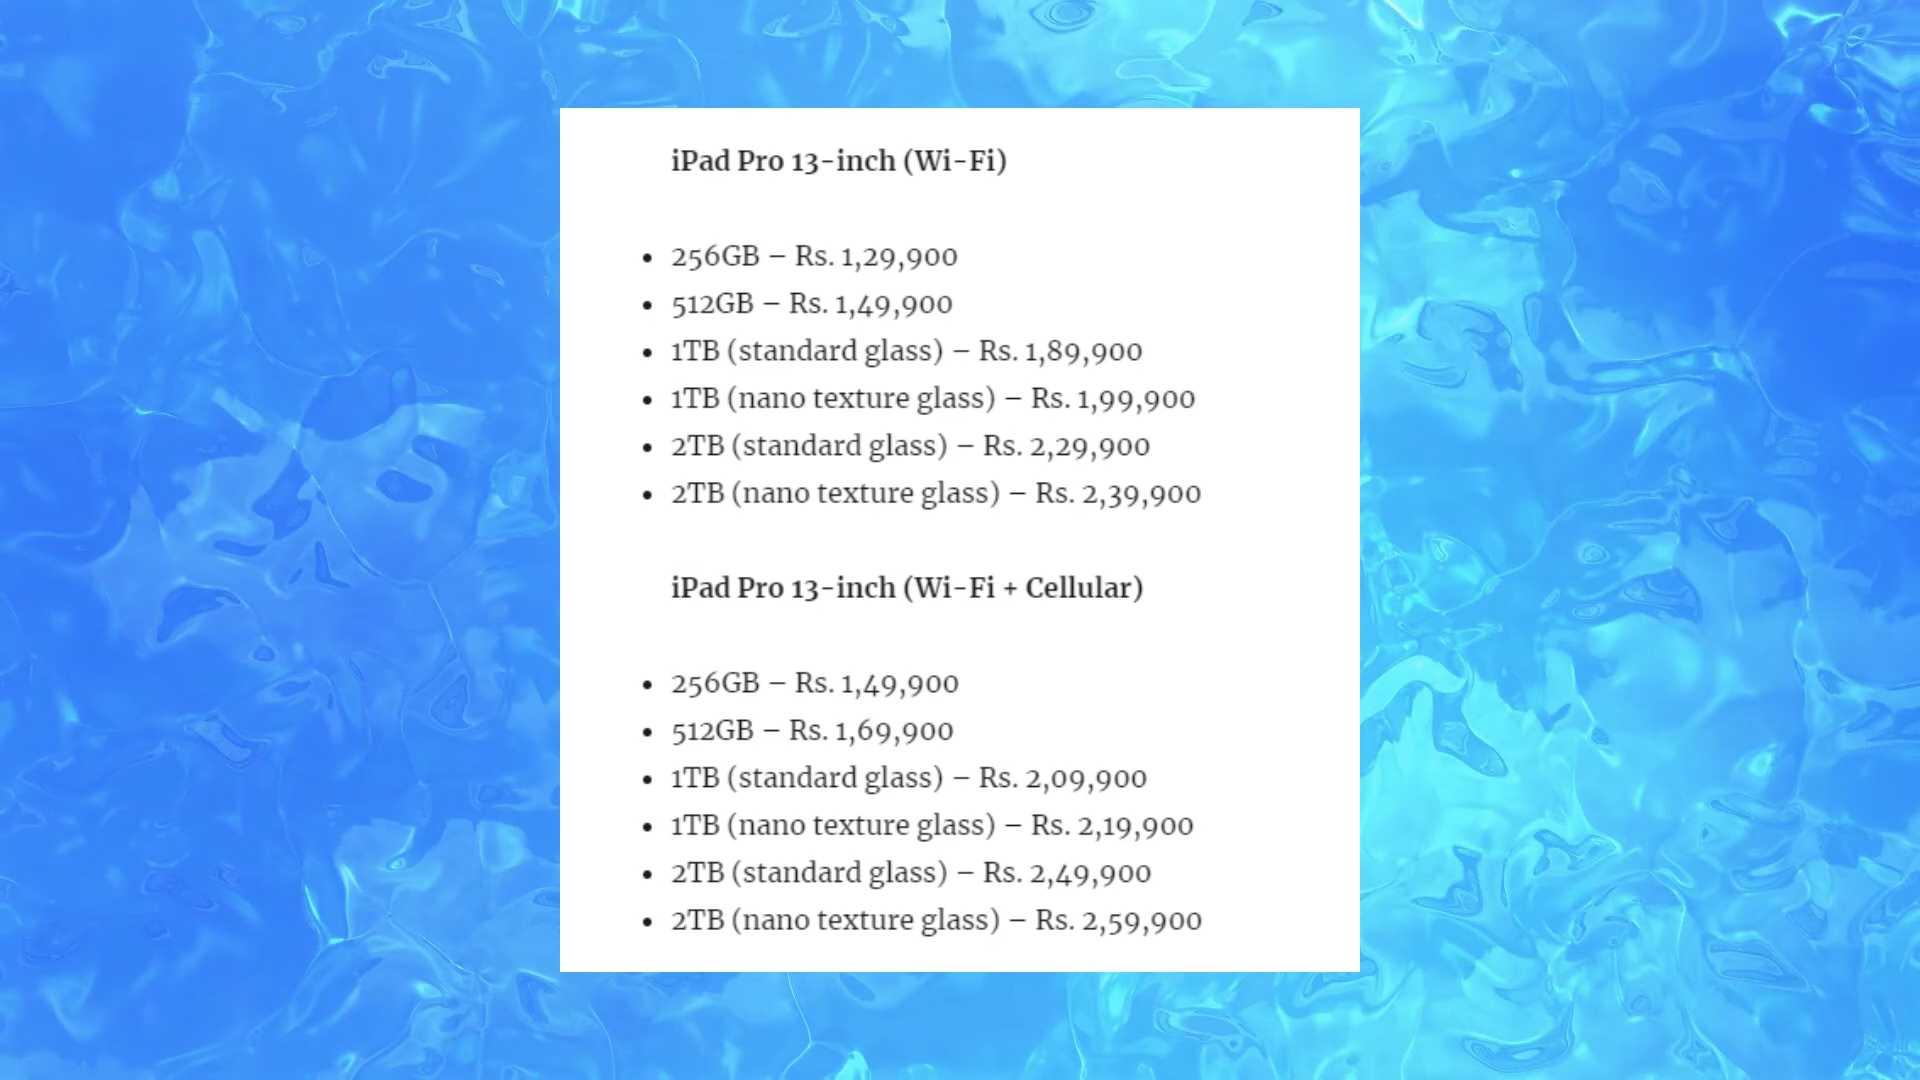 iPad Pro 13-inch (Wi-Fi)
• 256GB – Rs. 1,29,900
• 512GB – Rs. 1,49,900
• 1TB (standard glass) – Rs. 1,89,900
• 1TB (nano texture glass) – Rs. 1,99,900
• 2TB (standard glass) – Rs. 2,29,900
• 2TB (nano texture glass) – Rs. 2,39,900
iPad Pro 13-inch (Wi-Fi + Cellular)
• 256GB – Rs. 1,49,900
• 512GB – Rs. 1,69,900
• 1TB (standard glass) – Rs. 2,09,900
• 1TB (nano texture glass) – Rs. 2,19,900
• 2TB (standard glass) – Rs. 2,49,900
• 2TB (nano texture glass) – Rs. 2,59,900